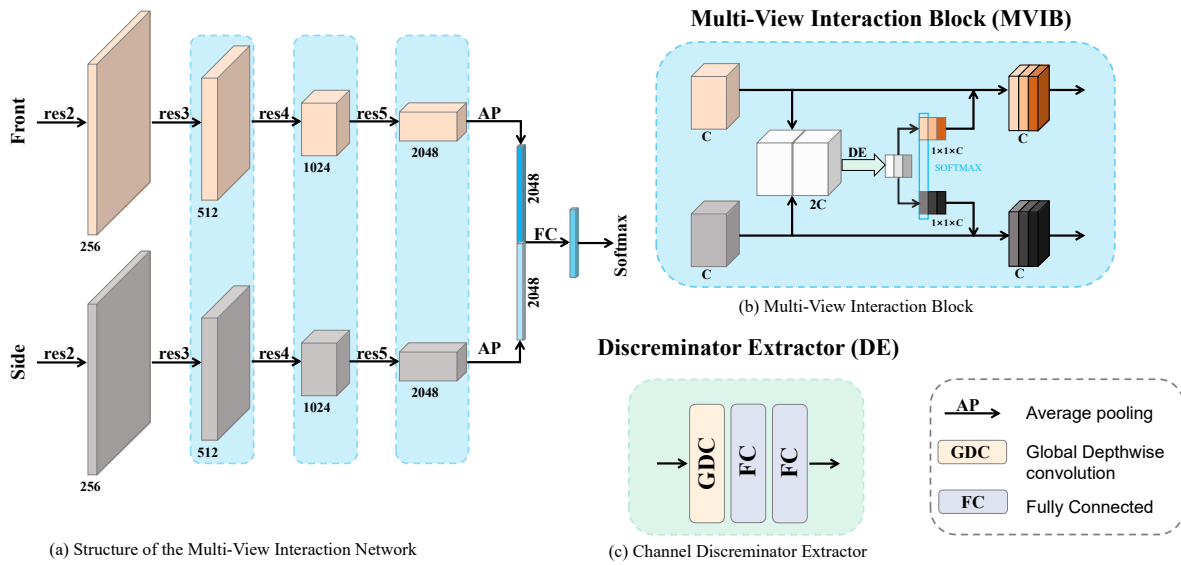 Front
res2
res3
res4
res5
AP
256
512
1024
2048
2048
2048
FC
Softmax
Side
res2
res3
res4
res5
AP
256
512
1024
2048
(a) Structure of the Multi-View Interaction Network
Multi-View Interaction Block (MVIB)
C
DE
2C
1×1×C
SOFTMAX
1×1×C
C
C
C
(b) Multi-View Interaction Block
Discreminator Extractor (DE)
GDC
FC
FC
(c) Channel Discreminator Extractor
AP
Average pooling
GDC
Global Depthwise
convolution
FC
Fully Connected